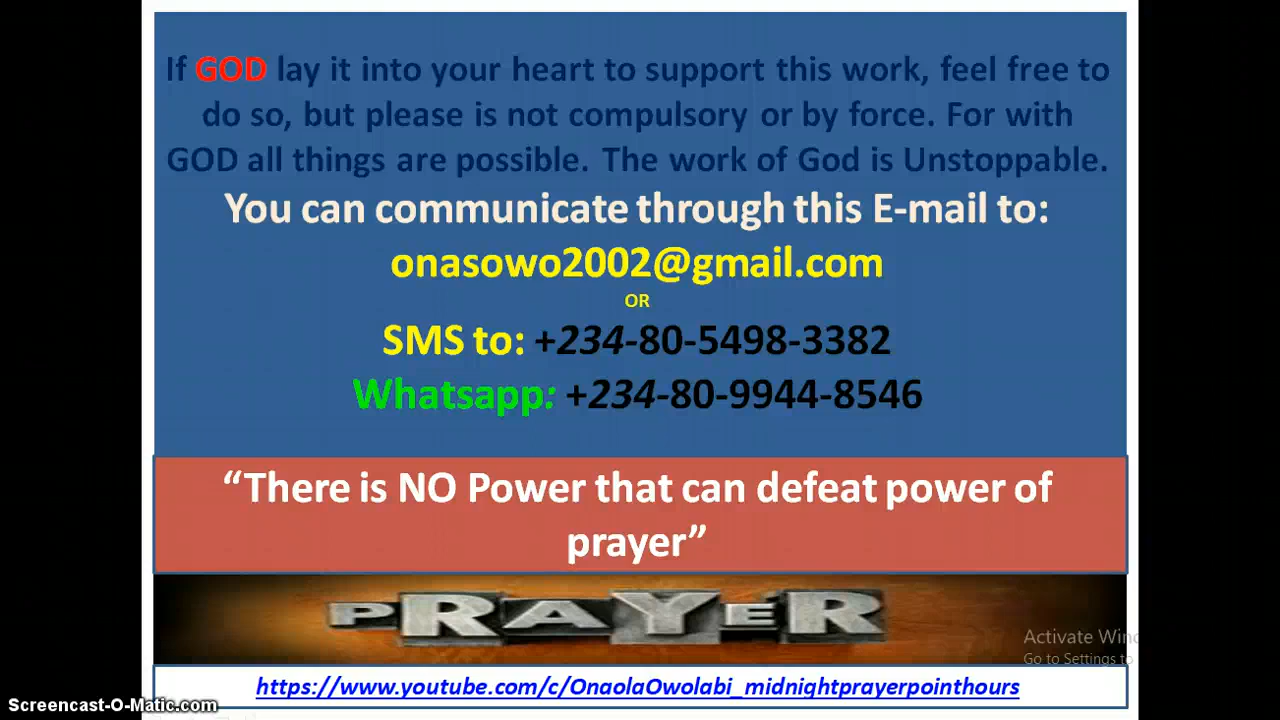 If GOD lay it into your heart to support this work, feel free to
do so, but please is not compulsory or by force. For with
GOD all things are possible. The work of God is Unstoppable.
You can communicate through this E-mail to:
onasowo2002@gmail.com
OR
SMS to: +234-80-5498-3382
Whatsapp: +234-80-9944-8546
“There is NO Power that can defeat power of
prayer”
PRAYER
Activate Win
Go to Settings to
https://www.youtube.com/c/OnaolaOwolabi_midnightprayerpointhours
Screencast-O-Matic.com